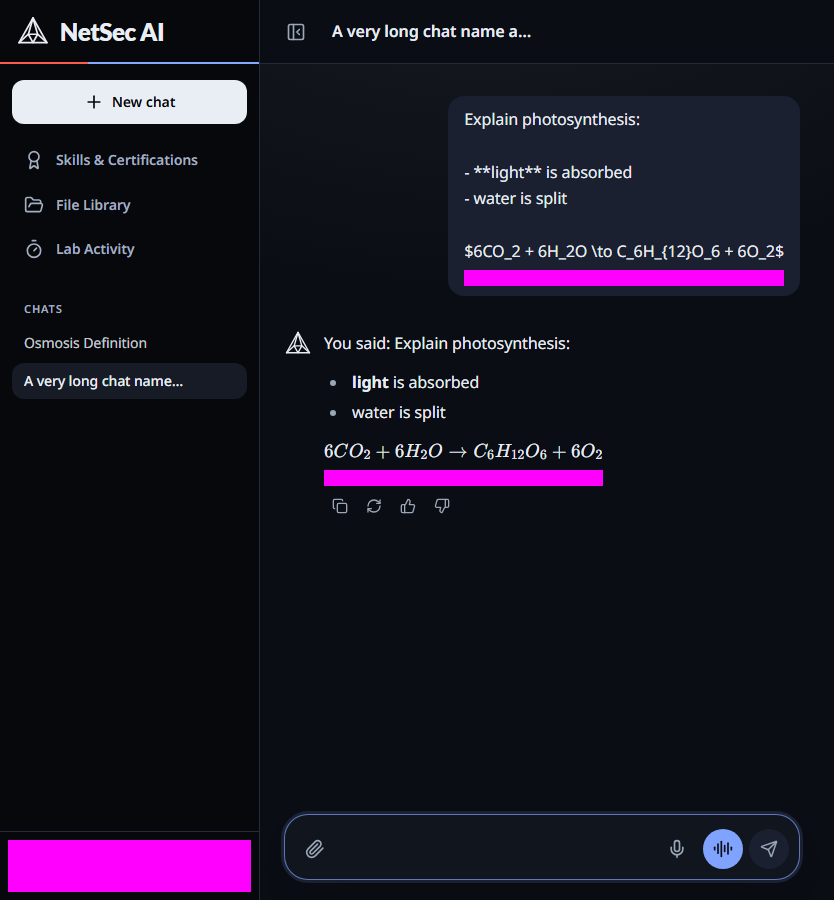 NetSec AI
A very long chat name a...
New chat
Skills & Certifications
File Library
Lab Activity
CHATS
Osmosis Definition
A very long chat name...
Explain photosynthesis:
- **light** is absorbed
- water is split
$6CO_2 + 6H_2O \to C_6H_{12}O_6 + 6O_2$
You said: Explain photosynthesis:
light is absorbed
water is split
6CO₂ + 6H₂O → C₆H₁₂O₆ + 6O₂